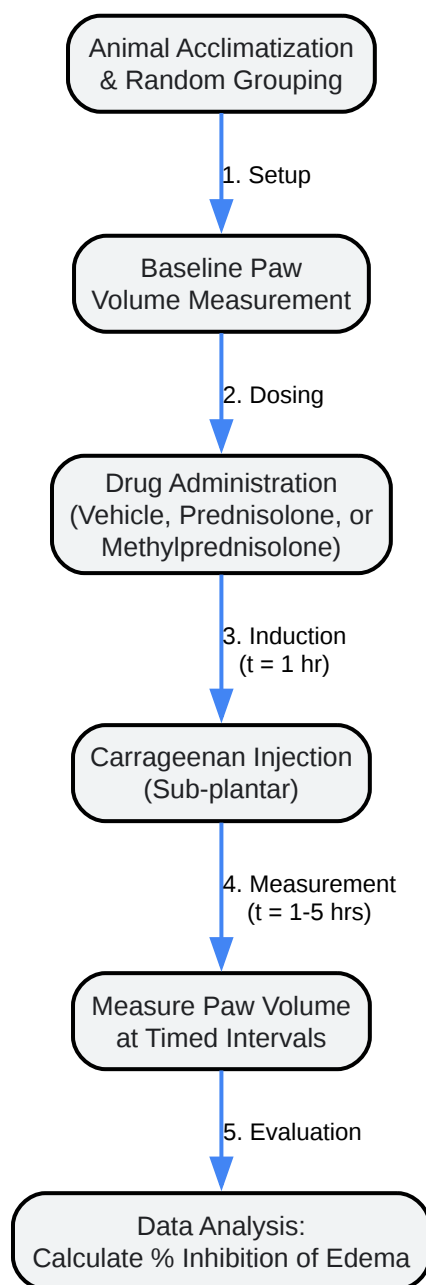 Animal Acclimatization
& Random Grouping
1. Setup
Baseline Paw
Volume Measurement
2. Dosing
Drug Administration
(Vehicle, Prednisolone, or
Methylprednisolone)
3. Induction
(t = 1 hr)
Carrageenan Injection
(Sub-plantar)
4. Measurement
(t = 1-5 hrs)
Measure Paw Volume
at Timed Intervals
5. Evaluation
Data Analysis:
Calculate % Inhibition of Edema